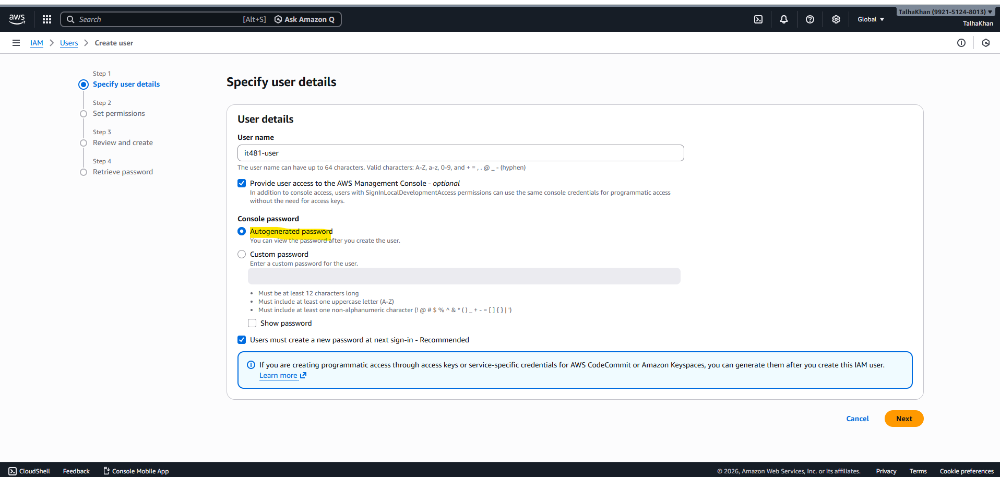 aws
Search [Alt+S] Ask Amazon Q
Global
TalhaKhan (9921-5124-8013)
TalhaKhan
IAM Users Create user
Step 1
Specify user details
Step 2
Set permissions
Step 3
Review and create
Step 4
Retrieve password
Specify user details
User details
User name
it481-user
The user name can have up to 64 characters. Valid characters: A-Z, a-z, 0-9, and + = , . @ _ - (hyphen)
Provide user access to the AWS Management Console - optional
In addition to console access, users with SignInLocalDevelopmentAccess permissions can use the same console credentials for programmatic access
without the need for access keys.
Console password
Autogenerated password
You can view the password after you create the user.
Custom password
Enter a custom password for the user.
Must be at least 12 characters long
Must include at least one uppercase letter (A-Z)
Must include at least one non-alphanumeric character (! @ # $ % ^ & * ( ) _ + - = [ ] { } | ')
Show password
Users must create a new password at next sign-in - Recommended
If you are creating programmatic access through access keys or service-specific credentials for AWS CodeCommit or Amazon Keyspaces, you can generate them after you create this IAM user.
Learn more
Cancel Next
CloudShell Feedback Console Mobile App © 2026, Amazon Web Services, Inc. or its affiliates. Privacy Terms Cookie preferences